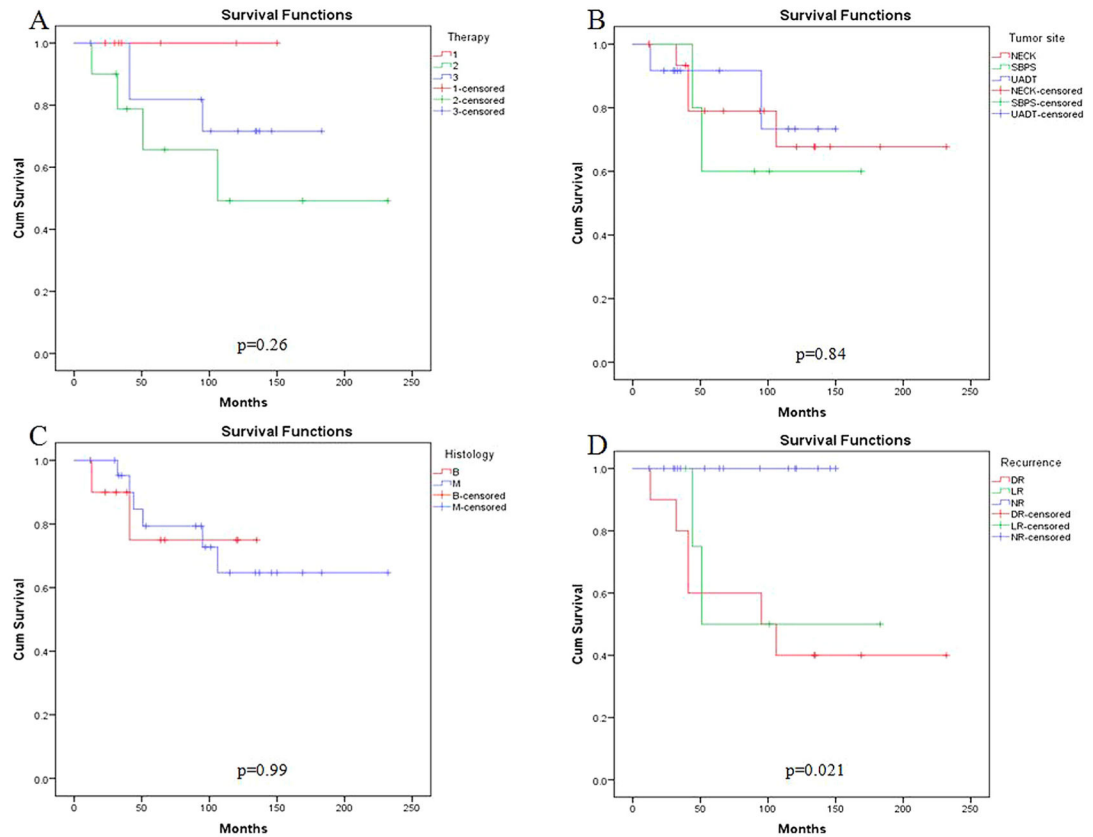 A
Survival Functions
Therapy
1
2
3
1-censored
2-censored
3-censored
Cum Survival
1.0
0.8
0.6
0.4
0.2
0.0
p=0.26
0 50 100 150 200 250
Months
B
Survival Functions
Tumor site
NECK
SBPS
UADT
NECK-censored
SBPS-censored
UADT-censored
Cum Survival
1.0
0.8
0.6
0.4
0.2
0.0
p=0.84
0 50 100 150 200 250
Months
C
Survival Functions
Histology
B
M
B-censored
M-censored
Cum Survival
1.0
0.8
0.6
0.4
0.2
0.0
p=0.99
0 50 100 150 200 250
Months
D
Survival Functions
Recurrence
DR
LR
NR
DR-censored
LR-censored
NR-censored
Cum Survival
1.0
0.8
0.6
0.4
0.2
0.0
p=0.021
0 50 100 150 200 250
Months